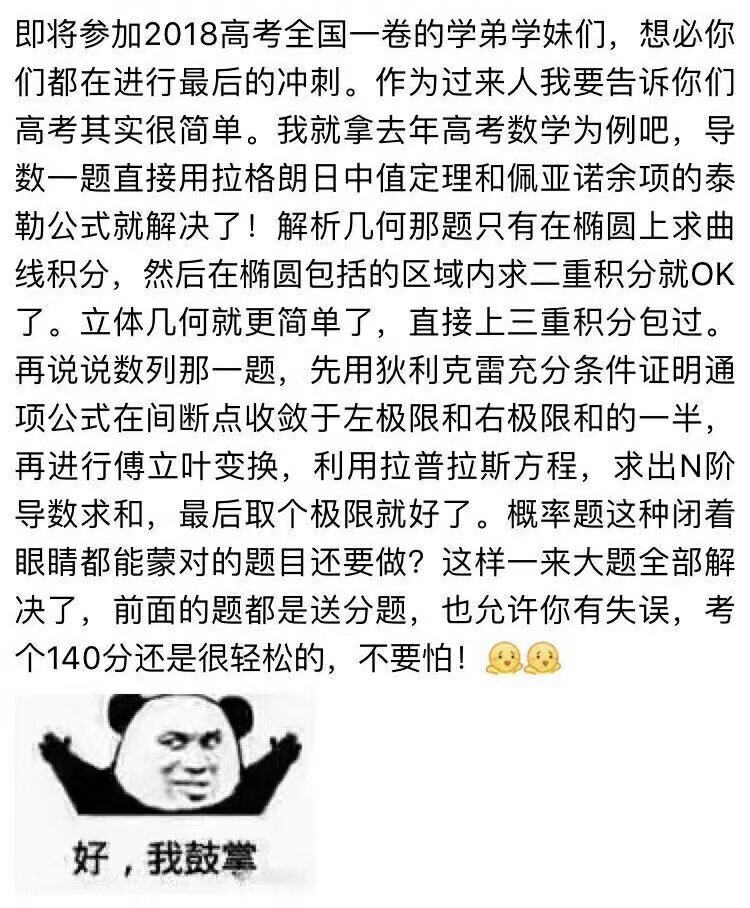 即将参加2018高考全国一卷的学弟学妹们，想必你
们都在进行最后的冲刺。作为过来人我要告诉你们
高考其实很简单。我就拿去年高考数学为例吧，导
数一题直接用拉格朗日中值定理和佩亚诺余项的泰
勒公式就解决了！解析几何那题只有在椭圆上求曲
线积分，然后在椭圆包括的区域内求二重积分就OK
了。立体几何就更简单了，直接上三重积分包过。
再说说数列那一题，先用狄利克雷充分条件证明通
项公式在间断点收敛于左极限和右极限和的一半，
再进行傅立叶变换，利用拉普拉斯方程，求出N阶
导数求和，最后取个极限就好了。概率题这种闭着
眼睛都能蒙对的题目还要做？这样一来大题全部解
决了，前面的题都是送分题，也允许你有失误，考
个140分还是很轻松的，不要怕！
好，我鼓掌